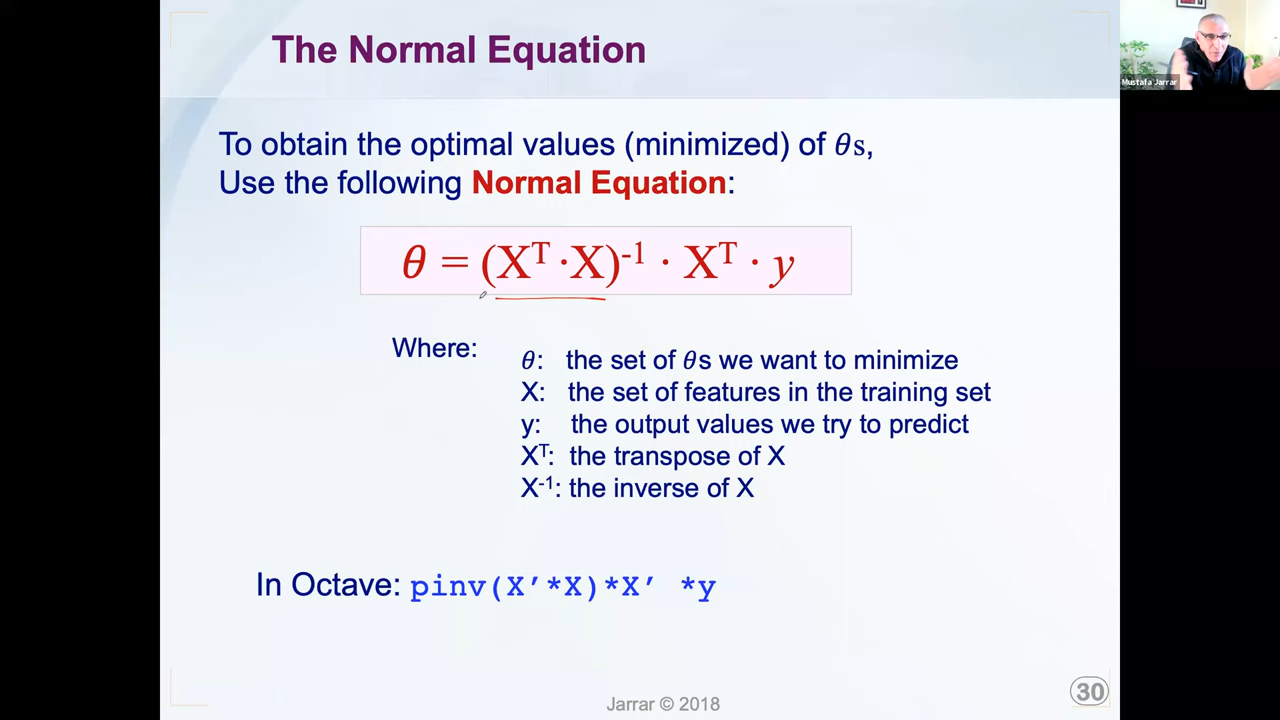 The Normal Equation
Mustafa Jarrar
To obtain the optimal values (minimized) of θs,
Use the following Normal Equation:
θ = (Xᵀ ·X)⁻¹ · Xᵀ · y
Where:
θ: the set of θs we want to minimize
X: the set of features in the training set
y: the output values we try to predict
Xᵀ: the transpose of X
X⁻¹: the inverse of X
In Octave: pinv(X’*X)*X’ *y
Jarrar © 2018
30